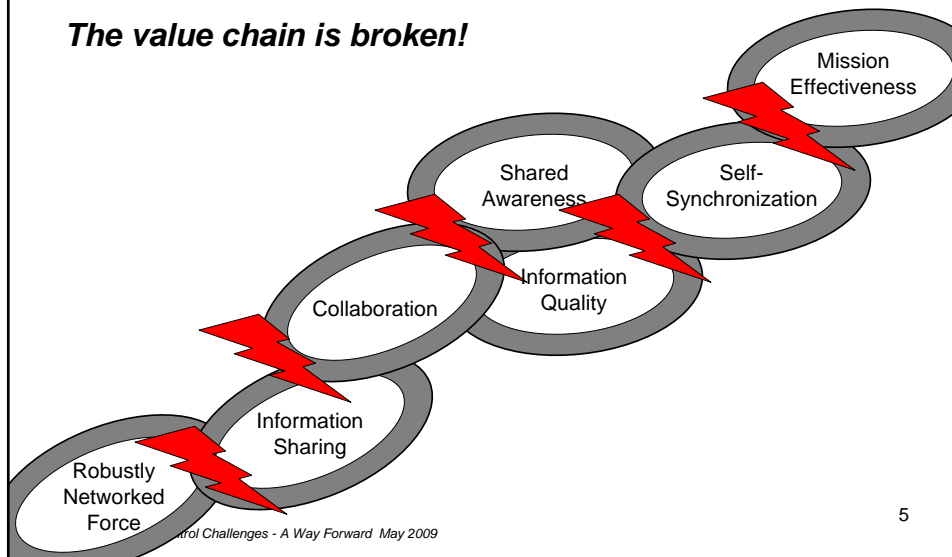 The value chain is broken!
Mission
Effectiveness
Shared
Awareness
Self-
Synchronization
Information
Quality
Collaboration
Information
Sharing
Robustly
Networked
Force
Challenges - A Way Forward May 2009
5